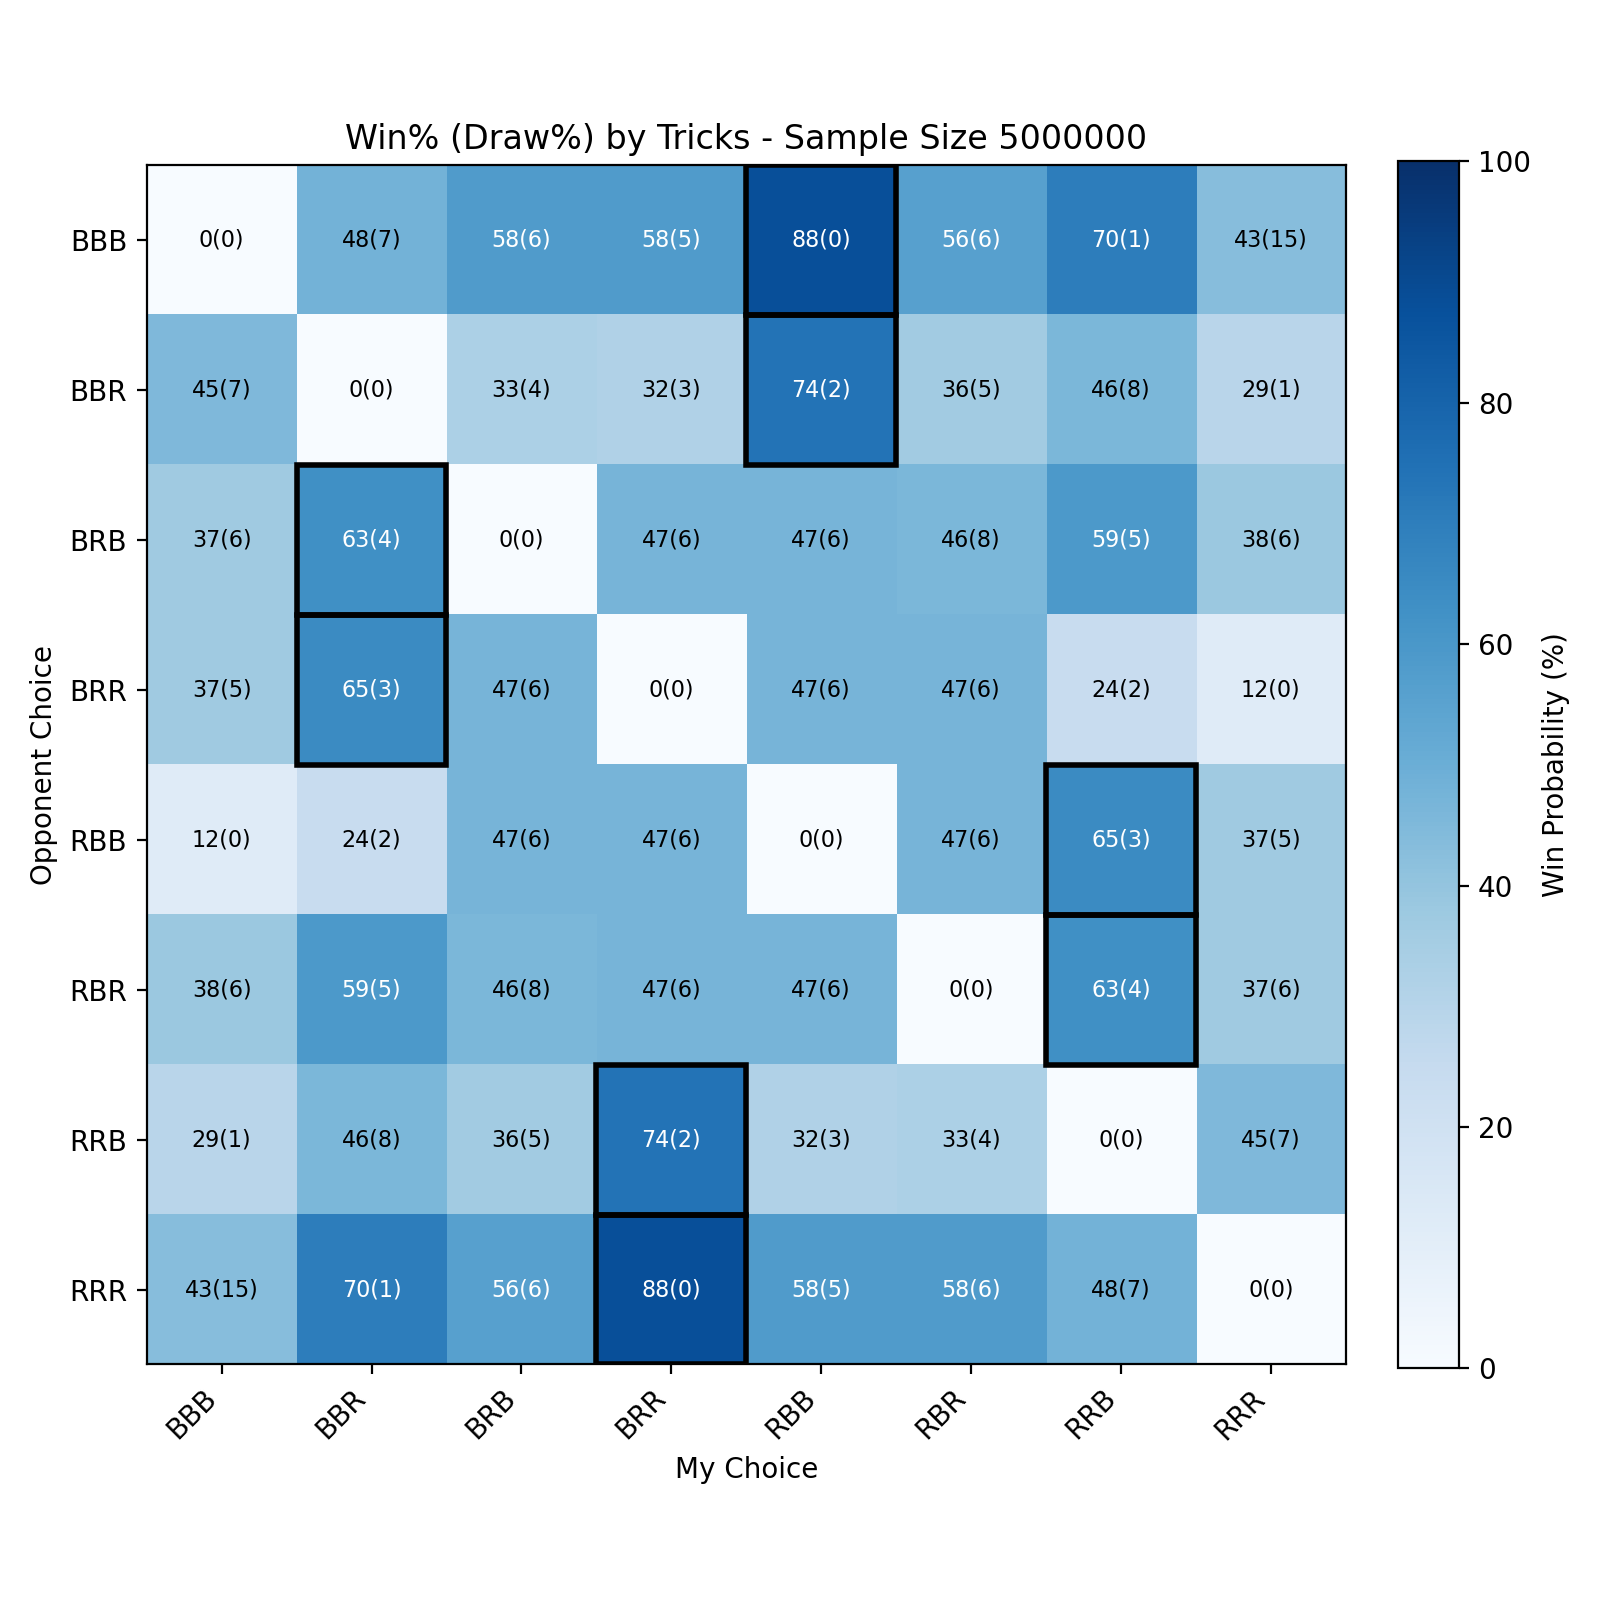 Win% (Draw%) by Tricks - Sample Size 5000000
BBB 0(0) 48(7) 58(6) 58(5) 88(0) 56(6) 70(1) 43(15)
BBR 45(7) 0(0) 33(4) 32(3) 74(2) 36(5) 46(8) 29(1)
BRB 37(6) 63(4) 0(0) 47(6) 47(6) 46(8) 59(5) 38(6)
BRR 37(5) 65(3) 47(6) 0(0) 47(6) 47(6) 24(2) 12(0)
RBB 12(0) 24(2) 47(6) 47(6) 0(0) 47(6) 65(3) 37(5)
RBR 38(6) 59(5) 46(8) 47(6) 47(6) 0(0) 63(4) 37(6)
RRB 29(1) 46(8) 36(5) 74(2) 32(3) 33(4) 0(0) 45(7)
RRR 43(15) 70(1) 56(6) 88(0) 58(5) 58(6) 48(7) 0(0)
BBB BBR BRB BRR RBB RBR RRB RRR
My Choice
Opponent Choice
100
80
60
40
20
0
Win Probability (%)